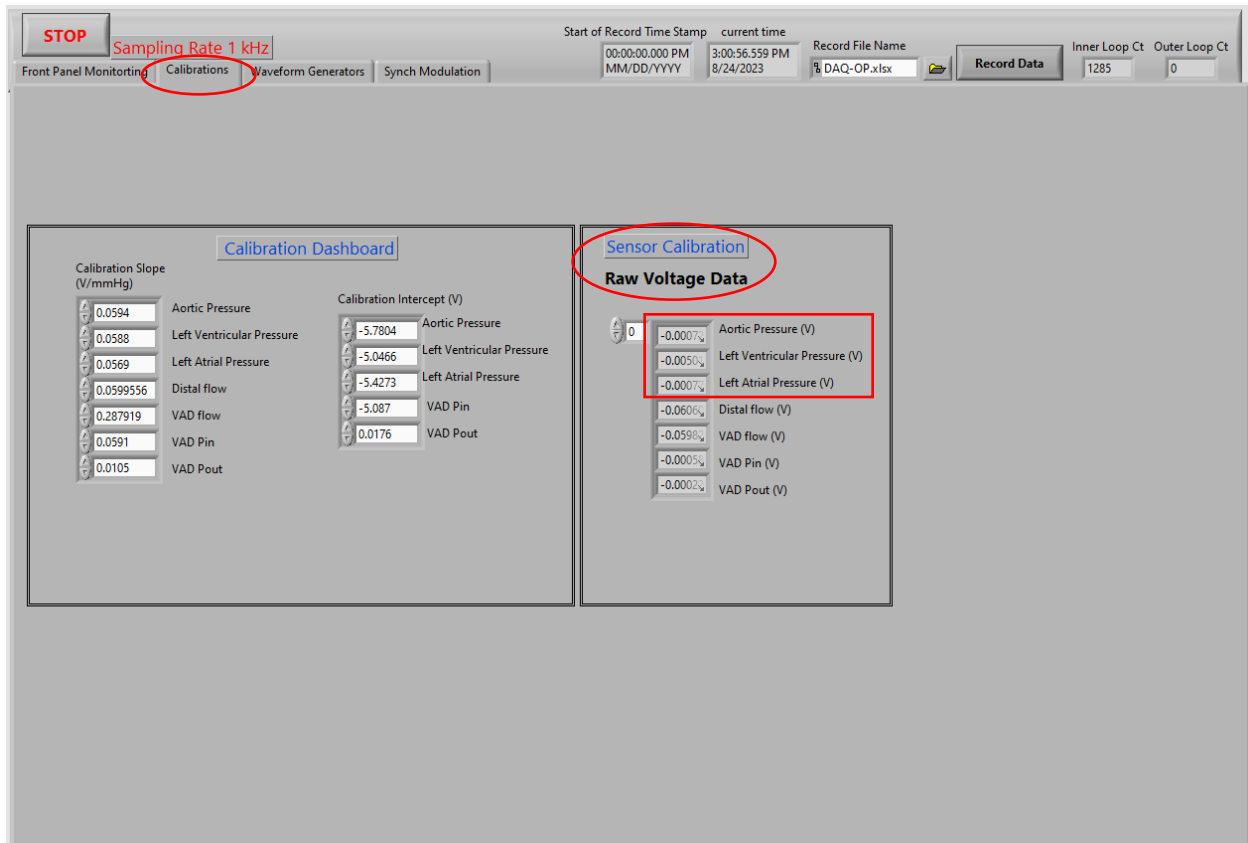 STOP
Sampling Rate 1 kHz
Start of Record Time Stamp
current time
00:00:00.000 PM
MM/DD/YYYY
3:00:56.559 PM
8/24/2023
Record File Name
DAQ-OP.xlsx
Record Data
Inner Loop Ct
1285
Outer Loop Ct
0
Front Panel Monitorting
Calibrations
Waveform Generators
Synch Modulation
Calibration Dashboard
Calibration Slope
(V/mmHg)
0.0594 Aortic Pressure
0.0588 Left Ventricular Pressure
0.0569 Left Atrial Pressure
0.0599556 Distal flow
0.287919 VAD flow
0.0591 VAD Pin
0.0105 VAD Pout
Calibration Intercept (V)
-5.7804 Aortic Pressure
-5.0466 Left Ventricular Pressure
-5.4273 Left Atrial Pressure
-5.087 VAD Pin
0.0176 VAD Pout
Sensor Calibration
Raw Voltage Data
0
Aortic Pressure (V)
Left Ventricular Pressure (V)
Left Atrial Pressure (V)
Distal flow (V)
VAD flow (V)
VAD Pin (V)
VAD Pout (V)